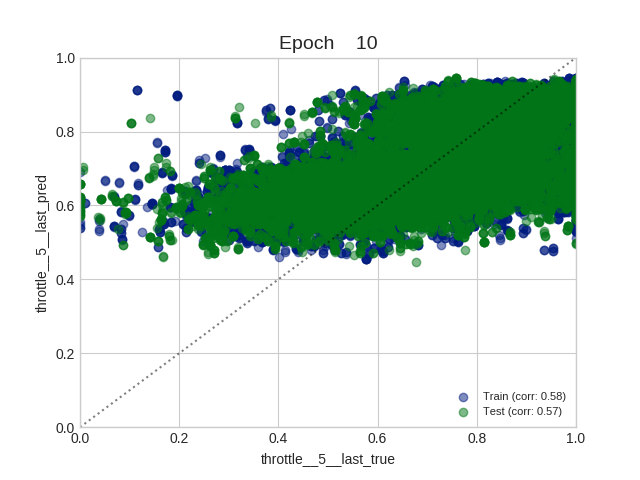 Epoch 10
1.0
0.8
0.6
0.4
0.2
0.0
throttle__5__last_pred
Train (corr: 0.58)
Test (corr: 0.57)
0.0 0.2 0.4 0.6 0.8 1.0
throttle__5__last_true